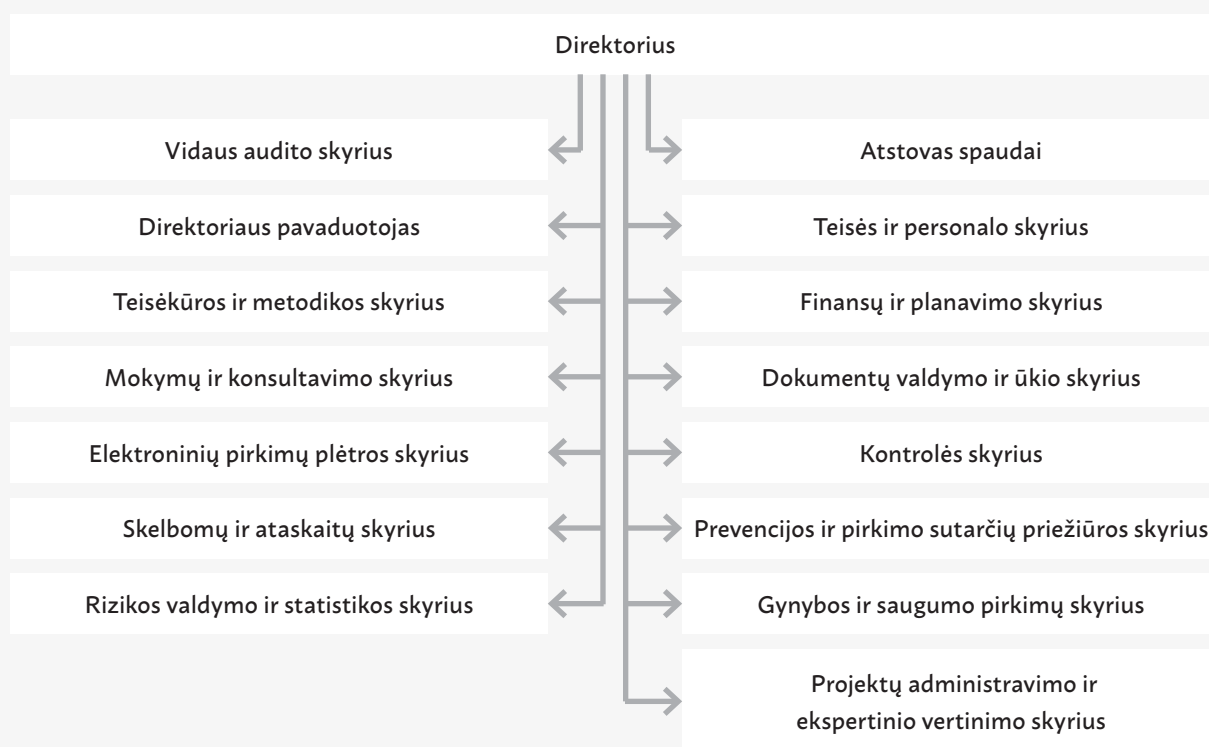 Direktorius
Vidaus audito skyrius
Atstovas spaudai
Direktoriaus pavaduotojas
Teisės ir personalo skyrius
Teisėkūros ir metodikos skyrius
Finansų ir planavimo skyrius
Mokymų ir konsultavimo skyrius
Dokumentų valdymo ir ūkio skyrius
Elektroninių pirkimų plėtros skyrius
Kontrolės skyrius
Skelbomų ir ataskaitų skyrius
Prevencijos ir pirkimo sutarčių priežiūros skyrius
Rizikos valdymo ir statistikos skyrius
Gynybos ir saugumo pirkimų skyrius
Projektų administravimo ir
ekspertinio vertinimo skyrius